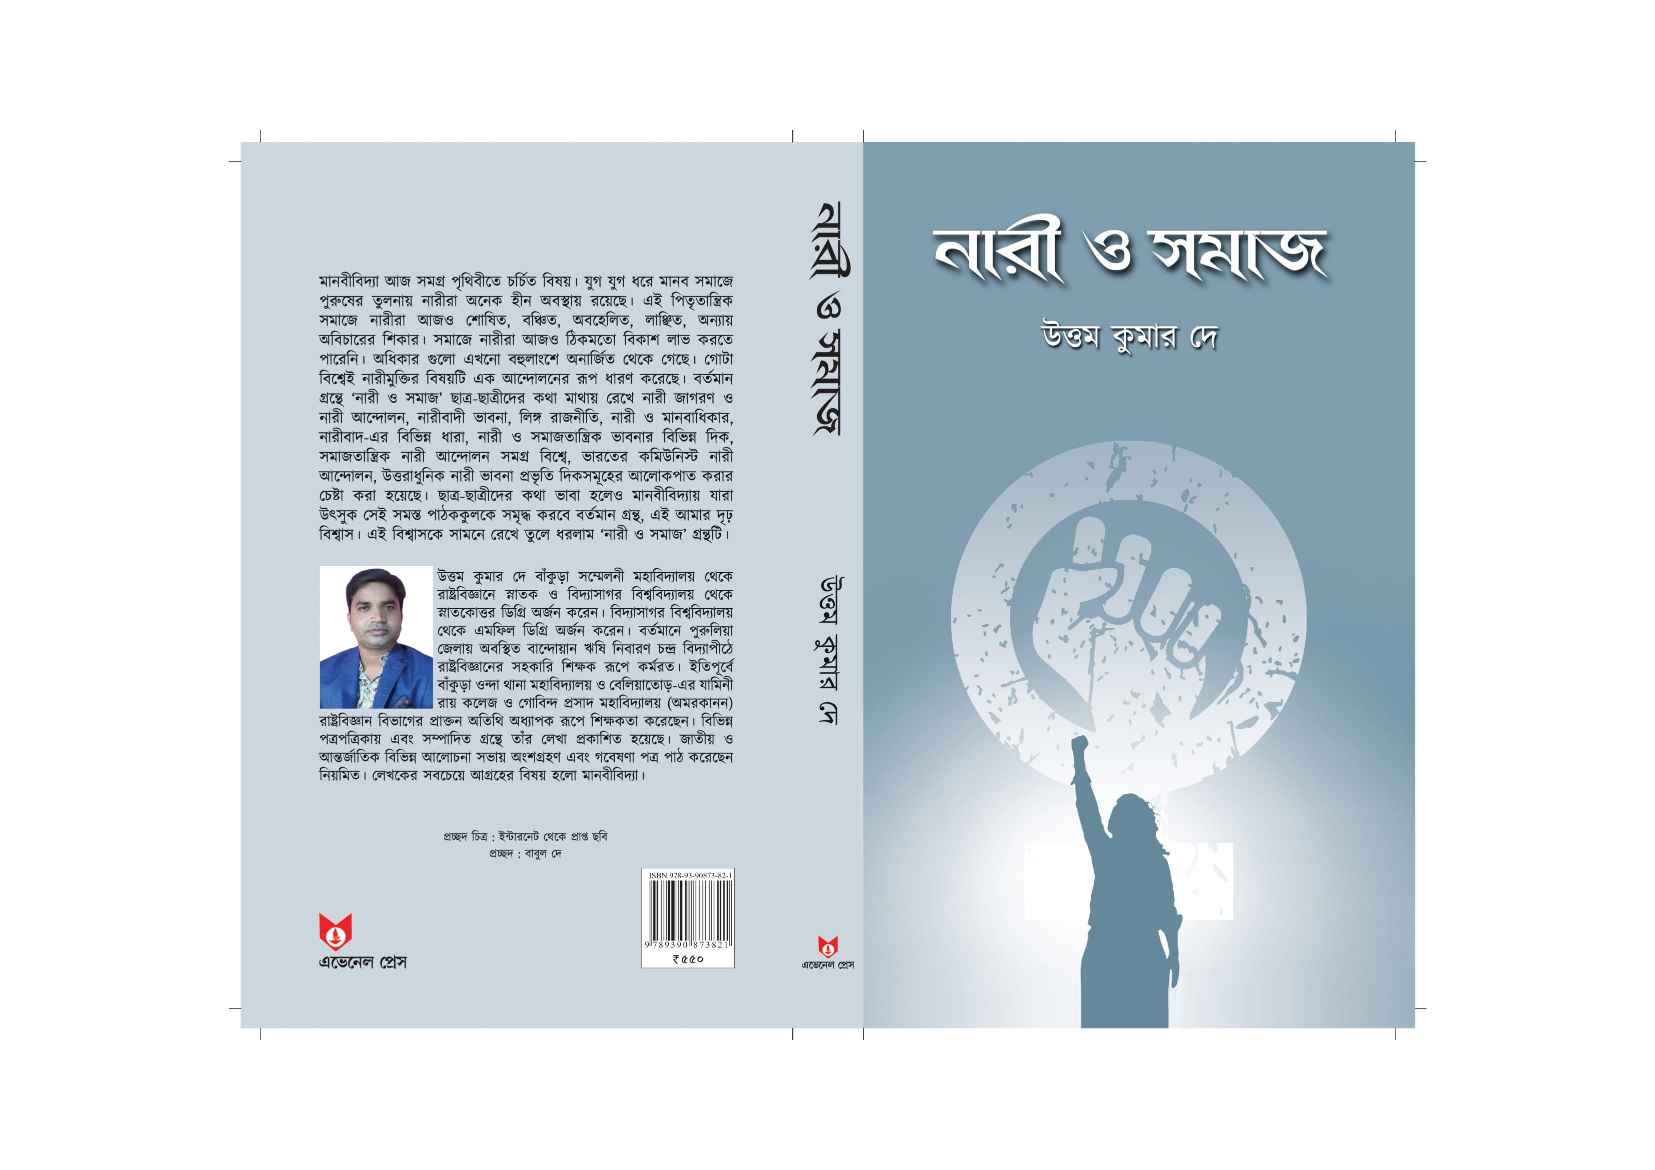 মানবীবিদ্যা আজ সমগ্র পৃথিবীতে চর্চিত বিষয়। যুগ যুগ ধরে মানব সমাজে
পুরুষের তুলনায় নারীরা অনেক হীন অবস্থায় রয়েছে। এই পিতৃতান্ত্রিক
সমাজে নারীরা আজও শোষিত, বঞ্চিত, অবহেলিত, লাঞ্ছিত, অন্যায়
অবিচারের শিকার। সমাজে নারীরা আজও ঠিকমতো বিকাশ লাভ করতে
পারেনি। অধিকার গুলো এখনো বহুলাংশে অনার্জিত থেকে গেছে। গোটা
বিশ্বেই নারীমুক্তির বিষয়টি এক আন্দোলনের রূপ ধারণ করেছে। বর্তমান
গ্রন্থে ‘নারী ও সমাজ’ ছাত্র-ছাত্রীদের কথা মাথায় রেখে নারী জাগরণ ও
নারী আন্দোলন, নারীবাদী ভাবনা, লিঙ্গ রাজনীতি, নারী ও মানবাধিকার,
নারীবাদ-এর বিভিন্ন ধারা, নারী ও সমাজতান্ত্রিক ভাবনার বিভিন্ন দিক,
সমাজতান্ত্রিক নারী আন্দোলন সমগ্র বিশ্বে, ভারতের কমিউনিস্ট নারী
আন্দোলন, উত্তরাধুনিক নারী ভাবনা প্রভৃতি দিকসমূহের আলোকপাত করার
চেষ্টা করা হয়েছে। ছাত্র-ছাত্রীদের কথা ভাবা হলেও মানবীবিদ্যায় যারা
উৎসুক সেই সমস্ত পাঠককুলকে সমৃদ্ধ করবে বর্তমান গ্রন্থ, এই আমার দৃঢ়
বিশ্বাস। এই বিশ্বাসকে সামনে রেখে তুলে ধরলাম ‘নারী ও সমাজ’ গ্রন্থটি।
উত্তম কুমার দে বাঁকুড়া সম্মেলনী মহাবিদ্যালয় থেকে
রাষ্ট্রবিজ্ঞানে স্নাতক ও বিদ্যাসাগর বিশ্ববিদ্যালয় থেকে
স্নাতকোত্তর ডিগ্রি অর্জন করেন। বিদ্যাসাগর বিশ্ববিদ্যালয়
থেকে এমফিল ডিগ্রি অর্জন করেন। বর্তমানে পুরুলিয়া
জেলায় অবস্থিত বান্দোয়ান ঋষি নিবারণ চন্দ্র বিদ্যাপীঠে
রাষ্ট্রবিজ্ঞানের সহকারি শিক্ষক রূপে কর্মরত। ইতিপূর্বে
বাঁকুড়া ওন্দা থানা মহাবিদ্যালয় ও বেলিয়াতোড়-এর যামিনী
রায় কলেজ ও গোবিন্দ প্রসাদ মহাবিদ্যালয় (অমরকানন)
রাষ্ট্রবিজ্ঞান বিভাগের প্রাক্তন অতিথি অধ্যাপক রূপে শিক্ষকতা করেছেন। বিভিন্ন
পত্রপত্রিকায় এবং সম্পাদিত গ্রন্থে তাঁর লেখা প্রকাশিত হয়েছে। জাতীয় ও
আন্তর্জাতিক বিভিন্ন আলোচনা সভায় অংশগ্রহণ এবং গবেষণা পত্র পাঠ করেছেন
নিয়মিত। লেখকের সবচেয়ে আগ্রহের বিষয় হলো মানবীবিদ্যা।
প্রচ্ছদ চিত্র : ইন্টারনেট থেকে প্রাপ্ত ছবি
প্রচ্ছদ : বাবুল দে
এভেনেল প্রেস
ISBN 978-93-90873-82-1
9 789390 873821
₹ ৫৫০
নারী ও সমাজ
উত্তম কুমার দে
এভেনেল প্রেস
নারী ও সমাজ
উত্তম কুমার দে